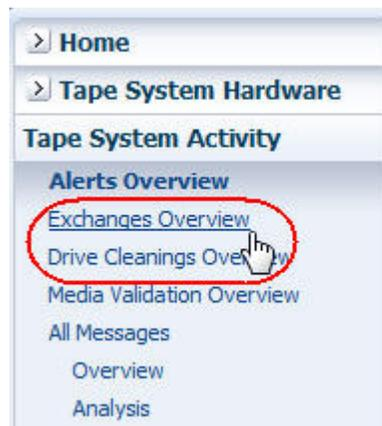 Home
Tape System Hardware
Tape System Activity
Alerts Overview
Exchanges Overview
Drive Cleanings Overview
Media Validation Overview
All Messages
Overview
Analysis